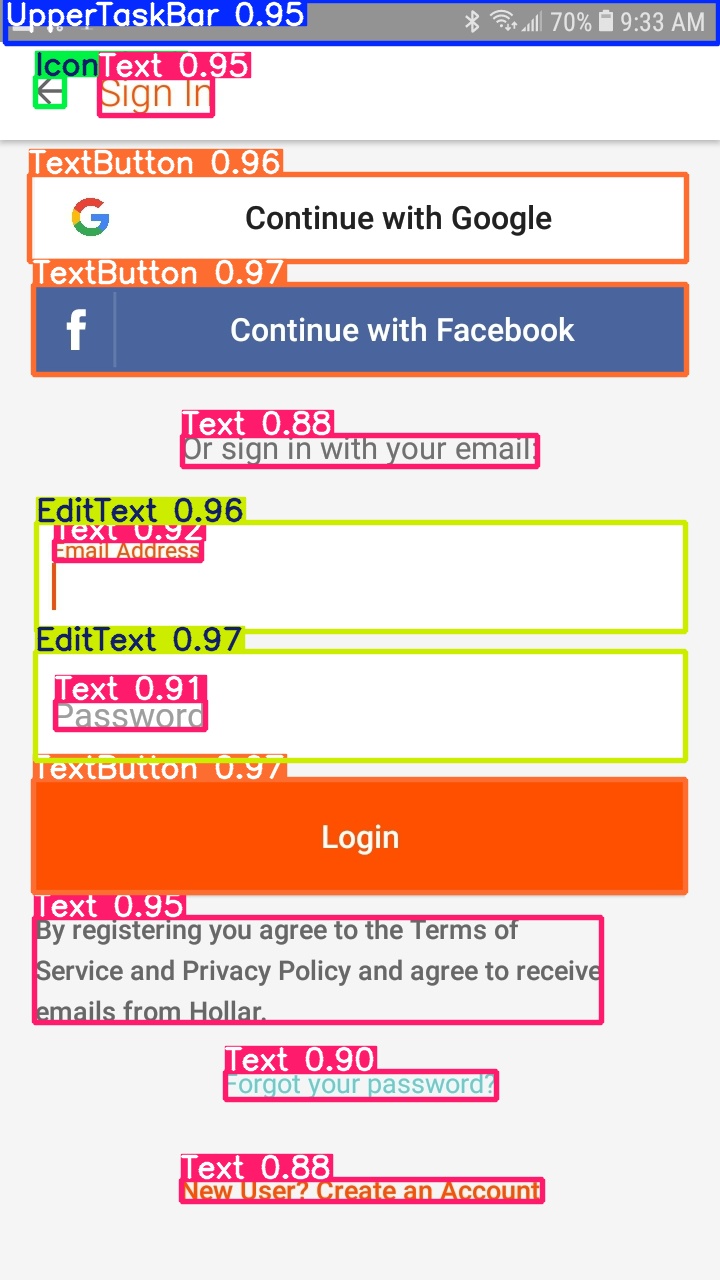 UpperTaskBar 0.95
70% 9:33 AM
Icon
Text 0.95
Sign In
TextButton 0.96
Continue with Google
TextButton 0.97
f Continue with Facebook
Text 0.88
Or sign in with your email:
EditText 0.96
Text 0.92
Email Address
EditText 0.97
Text 0.91
Password
TextButton 0.97
Login
Text 0.95
By registering you agree to the Terms of
Service and Privacy Policy and agree to receive
emails from Hollar.
Text 0.90
Forgot your password?
Text 0.88
New User? Create an Account